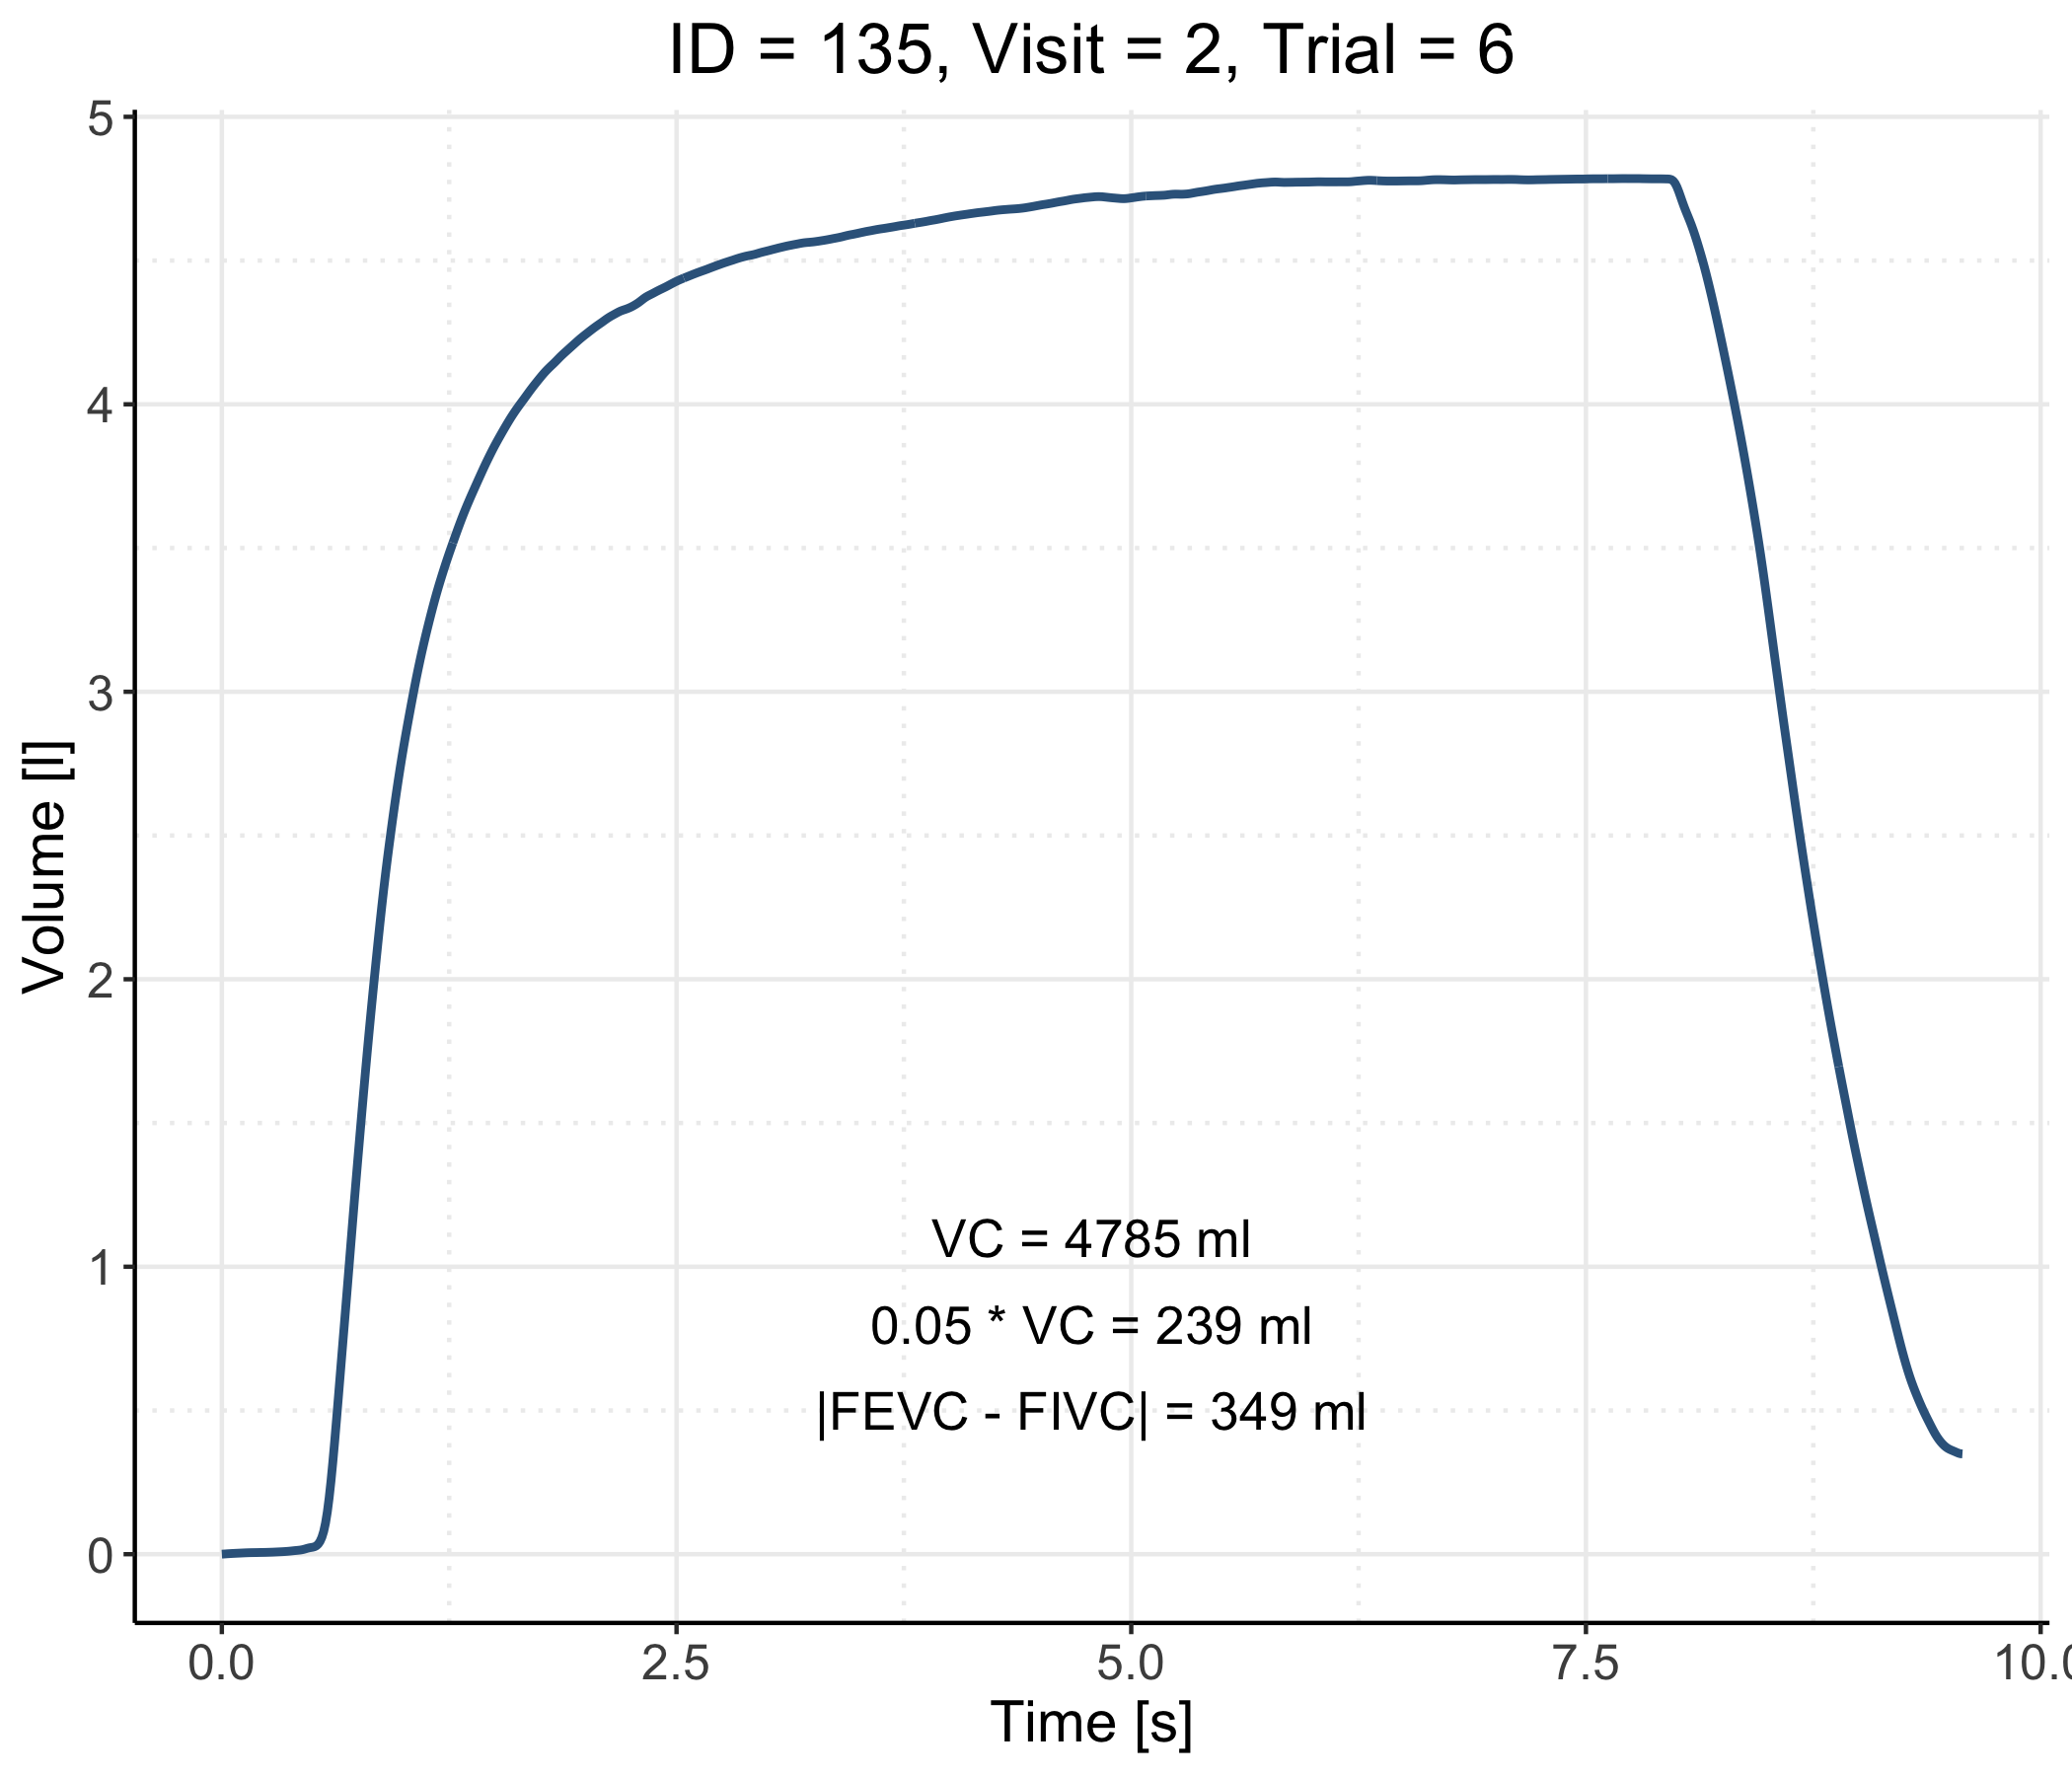 ID = 135, Visit = 2, Trial = 6
5
4
3
2
1
0
Volume [l]
VC = 4785 ml
0.05 * VC = 239 ml
|FEVC - FIVC| = 349 ml
0.0 2.5 5.0 7.5 10.0
Time [s]